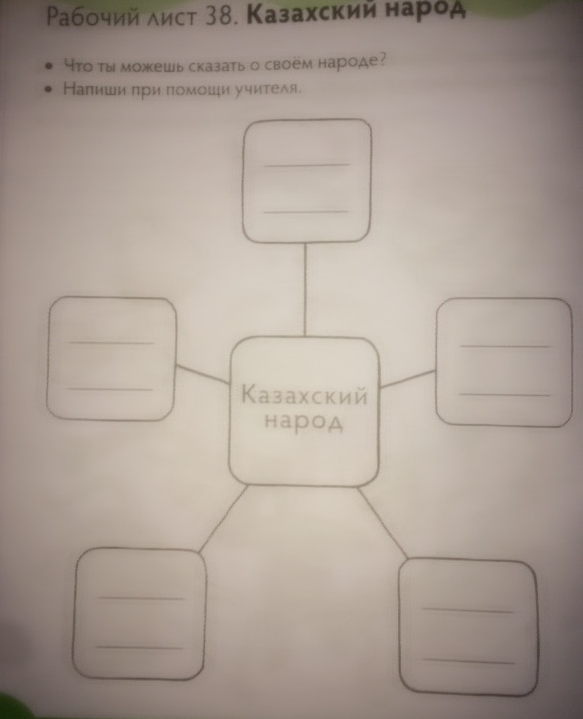 Рабочий лист 38. Казахский народ
• Что ты можешь сказать о своём народе?
• Напиши при помощи учителя.
Казахский
народ